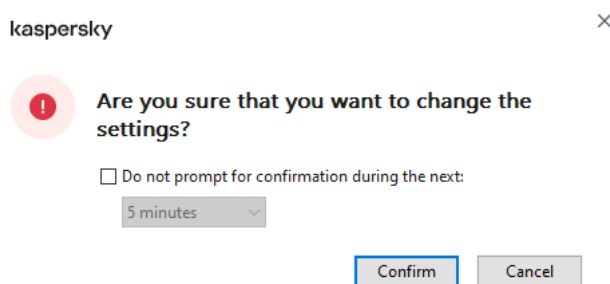 kaspersky
Are you sure that you want to change the
settings?
Do not prompt for confirmation during the next:
5 minutes
Confirm
Cancel